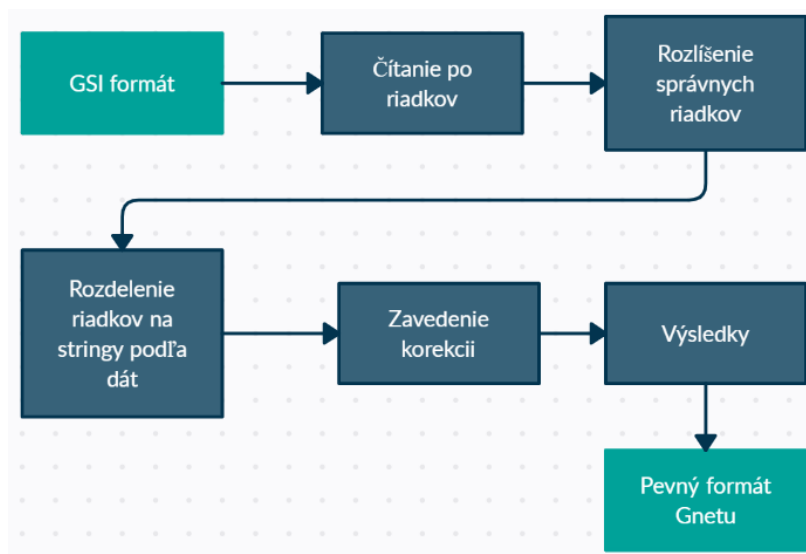 GSI formát
Čítanie po
riadkov
Rozlíšenie
správnych
riadkov
Rozdelenie
riadkov na
stringy podľa
dát
Zavedenie
korekcii
Výsledky
Pevný formát
Gnetu